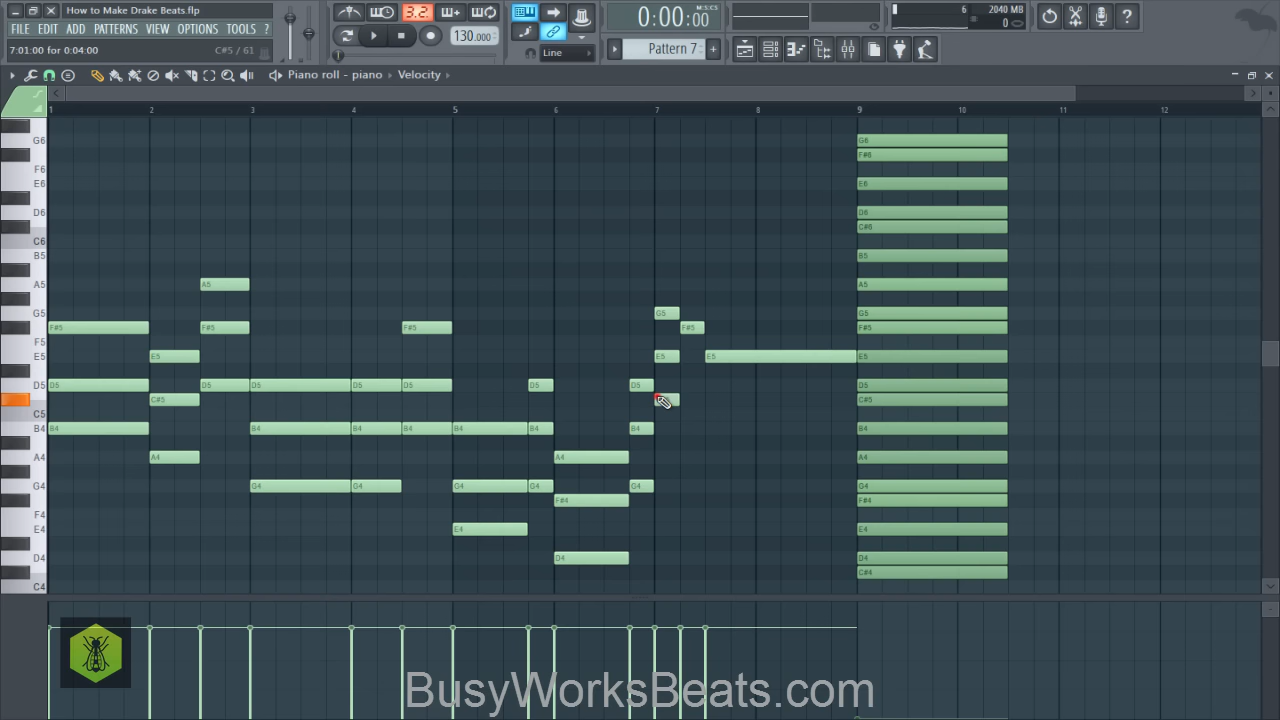 How to Make Drake Beats.flp
FILE EDIT ADD PATTERNS VIEW OPTIONS TOOLS ?
7:01:00 for 0:04:00 C#5 / 61
3.2.
130.000
0:00:00 M:S:CS
Line
Pattern 7
6 2040 MB
0
Piano roll - piano Velocity
1 2 3 4 5 6 7 8 9 10 11 12
G6 G6
F#6
F6
E6 E6
D6 D6
C#6
C6
B5 B5
A5 A5 A5
G5 G5 G5
F#5 F#5 F#5 F#5 F#5
F5
E5 E5 E5 E5 E5
D5 D5 D5 D5 D5 D5 D5 D5 D5
C#5 C#5
C5
B4 B4 B4 B4 B4 B4 B4 B4 B4
A4 A4 A4 A4
G4 G4 G4 G4 G4 G4 G4
F#4 F#4
F4
E4 E4 E4
D4 D4 D4
C#4
C4
BusyWorksBeats.com